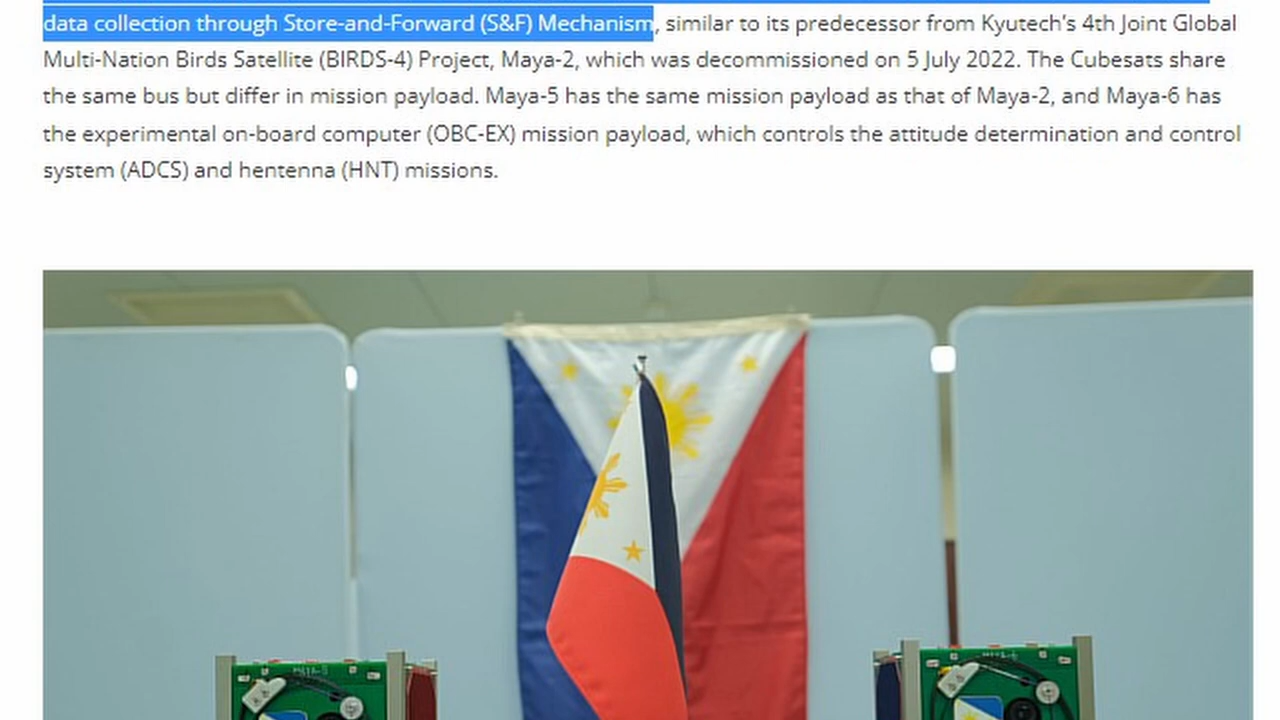 data collection through Store-and-Forward (S&F) Mechanism, similar to its predecessor from Kyutech's 4th Joint Global
Multi-Nation Birds Satellite (BIRDS-4) Project, Maya-2, which was decommissioned on 5 July 2022. The Cubesats share
the same bus but differ in mission payload. Maya-5 has the same mission payload as that of Maya-2, and Maya-6 has
the experimental on-board computer (OBC-EX) mission payload, which controls the attitude determination and control
system (ADCS) and hentenna (HNT) missions.